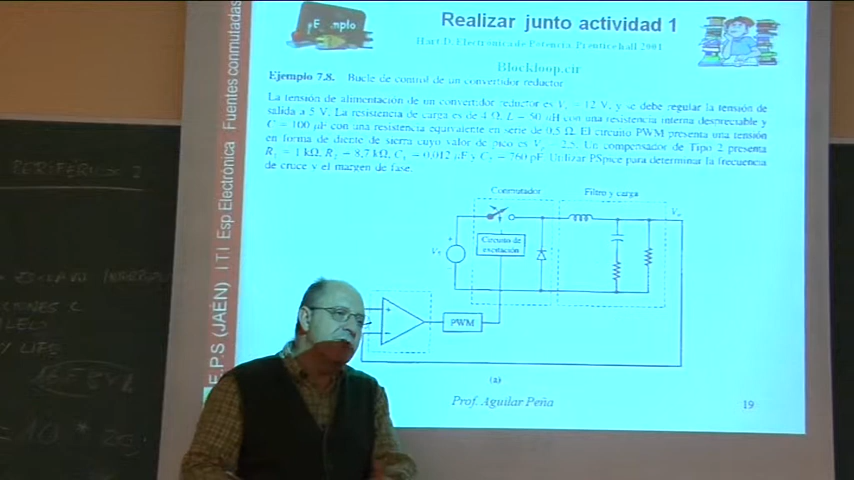 Ejemplo
Realizar junto actividad 1
Hart D. Electronica de Potencia Prenticehall 2001
Blockloop.cir
Ejemplo 7.8. Bucle de control de un convertidor reductor
La tensión de alimentación de un convertidor reductor es Vs = 12 V, y se debe regular la tensión de
salida a 5 V. La resistencia de carga es de 4 Ω, L = 50 μH con una resistencia interna despreciable y
C = 100 μF con una resistencia equivalente en serie de 0,5 Ω. El circuito PWM presenta una tensión
en forma de diente de sierra cuyo valor de pico es Vp = 2,5. Un compensador de Tipo 2 presenta
R1 = 1 kΩ, R2 = 8,7 kΩ, C1 = 0,012 μF y C2 = 760 pF. Utilizar PSpice para determinar la frecuencia
de cruce y el margen de fase.
Conmutador
Filtro y carga
Circuito de
excitación
PWM
(a)
Prof. Aguilar Peña
19
E.P.S (JAÉN) I T I Esp Electrónica Fuentes conmutadas
PERIFÉRICO 2